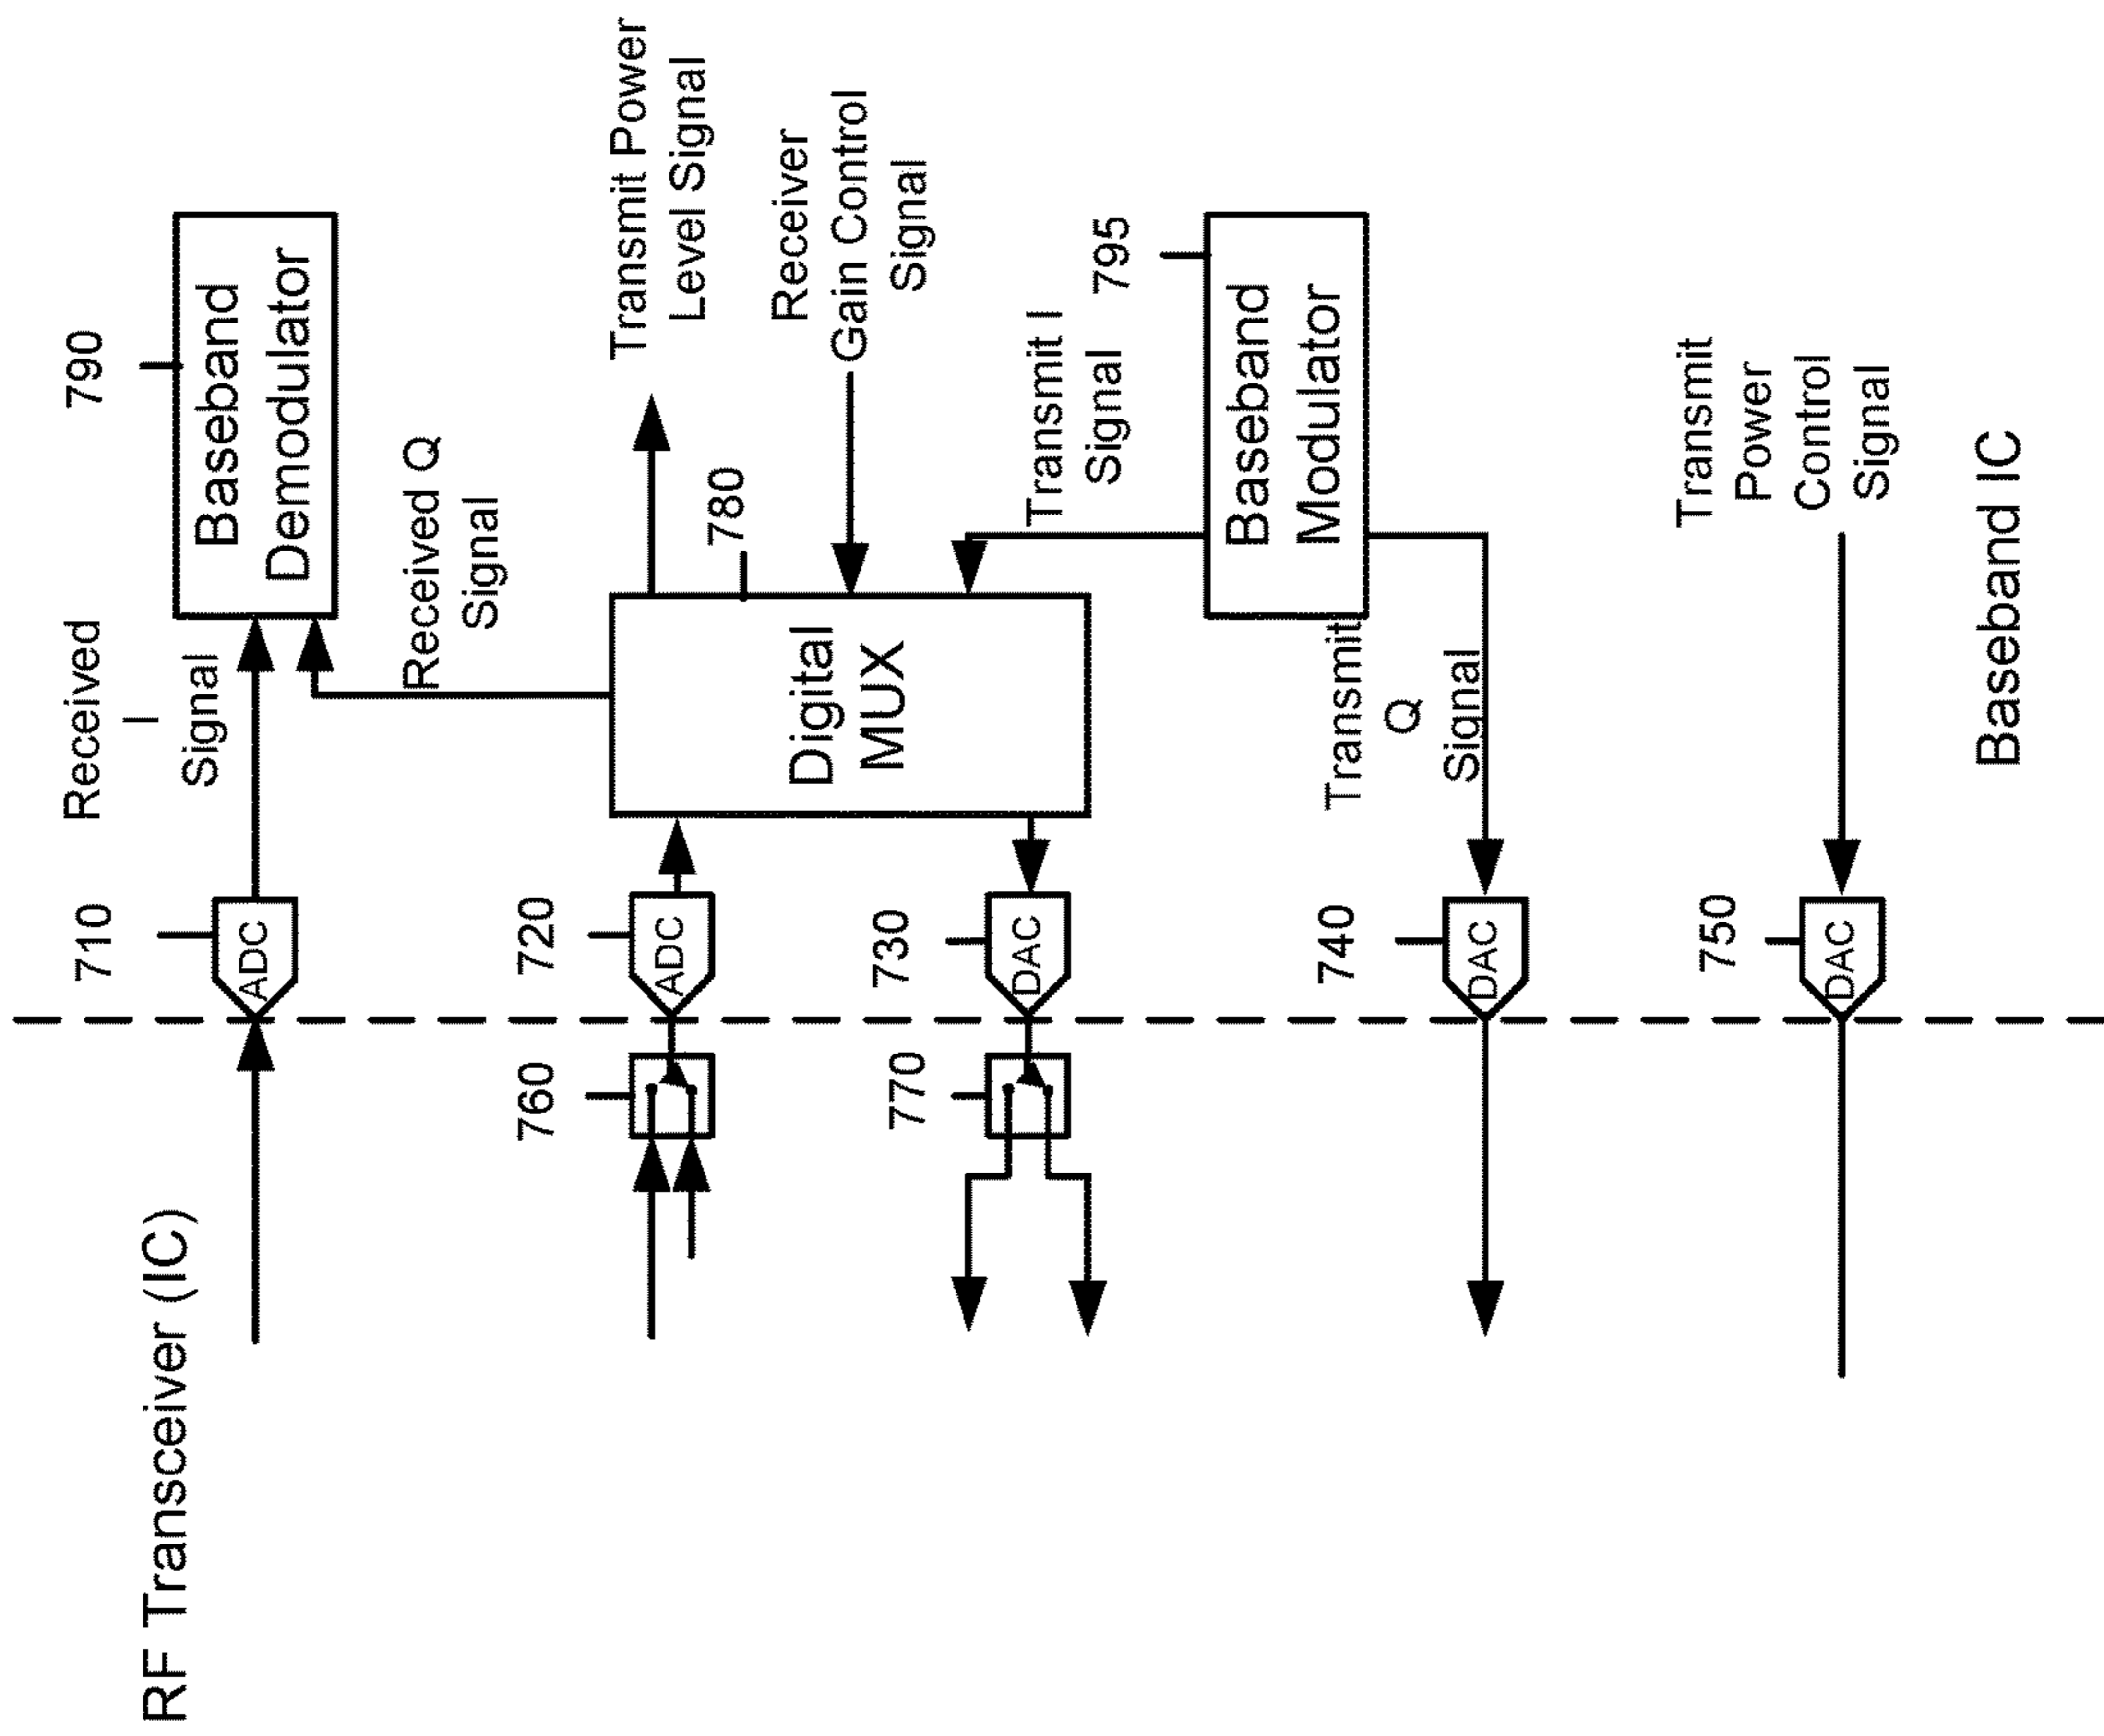 RF Transceiver (IC)
710
ADC
Received
I
Signal
790
Baseband
Demodulator
Received Q
Signal
760
720
ADC
Digital
MUX
780
Transmit Power
Level Signal
Receiver
Gain Control
Signal
770
730
DAC
Transmit I
Signal
795
Baseband
Modulator
740
DAC
Transmit
Q
Signal
750
DAC
Transmit
Power
Control
Signal
Baseband IC